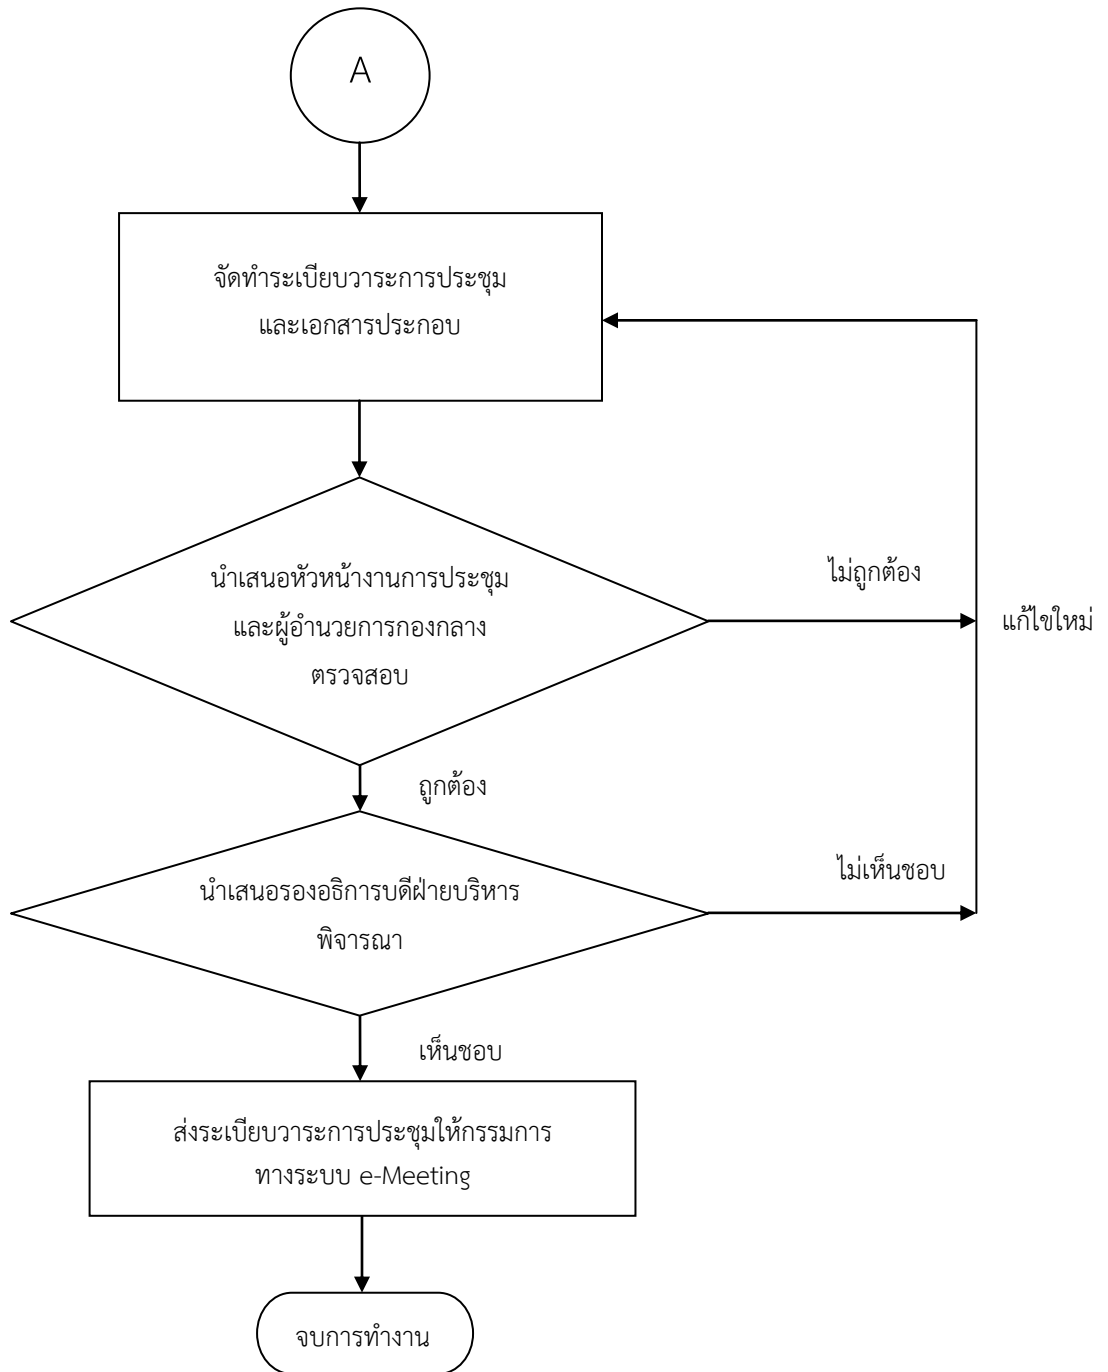 A
จัดทำระเบียบวาระการประชุม
และเอกสารประกอบ
นำเสนอหัวหน้างานการประชุม
และผู้อำนวยการกองกลาง
ตรวจสอบ
ไม่ถูกต้อง
แก้ไขใหม่
ถูกต้อง
นำเสนอรองอธิการบดีฝ่ายบริหาร
พิจารณา
ไม่เห็นชอบ
เห็นชอบ
ส่งระเบียบวาระการประชุมให้กรรมการ
ทางระบบ e-Meeting
จบการทำงาน